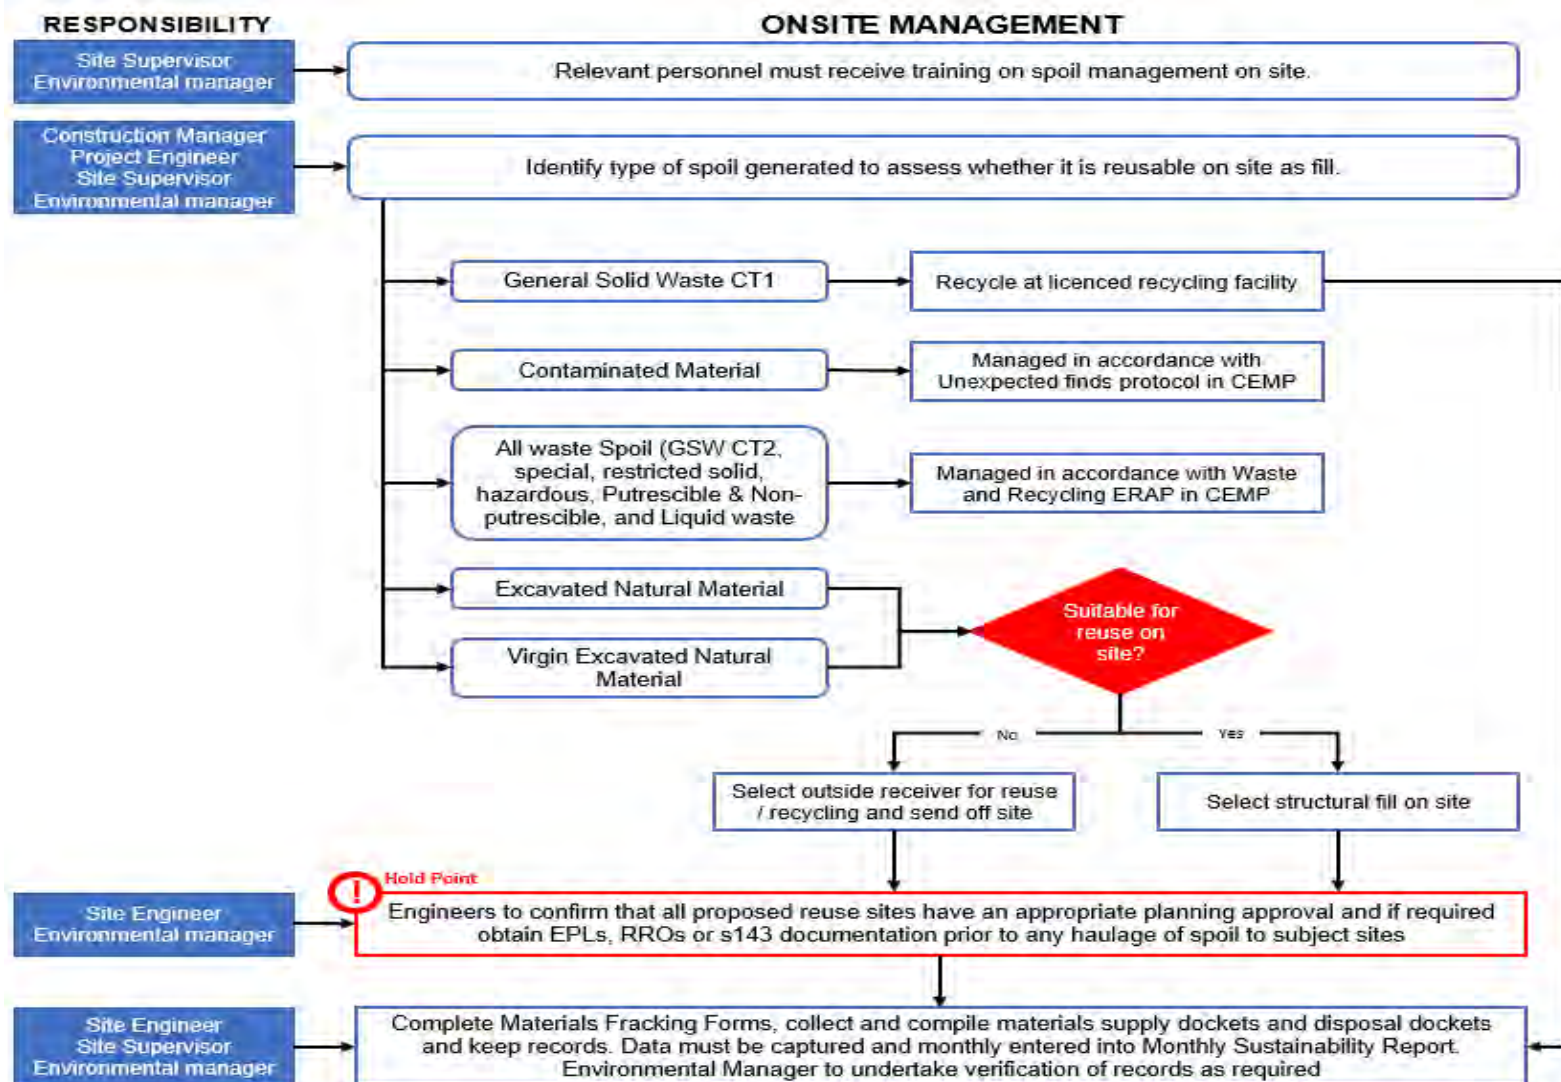 RESPONSIBILITY
ONSITE MANAGEMENT
Site Supervisor
Environmental manager
Relevant personnel must receive training on spoil management on site.
Construction Manager
Project Engineer
Site Supervisor
Environmental manager
Identify type of spoil generated to assess whether it is reusable on site as fill.
General Solid Waste CT1
Recycle at licenced recycling facility
Contaminated Material
Managed in accordance with
Unexpected finds protocol in CEMP
All waste Spoil (GSW CT2,
special, restricted solid,
hazardous, Putrescible & Non-
putrescible, and Liquid waste
Managed in accordance with Waste
and Recycling ERAP in CEMP
Excavated Natural Material
Virgin Excavated Natural
Material
Suitable for
reuse on
site?
No
Yes
Select outside receiver for reuse
/ recycling and send off site
Select structural fill on site
! Hold Point
Site Engineer
Environmental manager
Engineers to confirm that all proposed reuse sites have an appropriate planning approval and if required
obtain EPLs, RROs or s143 documentation prior to any haulage of spoil to subject sites
Site Engineer
Site Supervisor
Environmental manager
Complete Materials Fracking Forms, collect and compile materials supply dockets and disposal dockets
and keep records. Data must be captured and monthly entered into Monthly Sustainability Report.
Environmental Manager to undertake verification of records as required